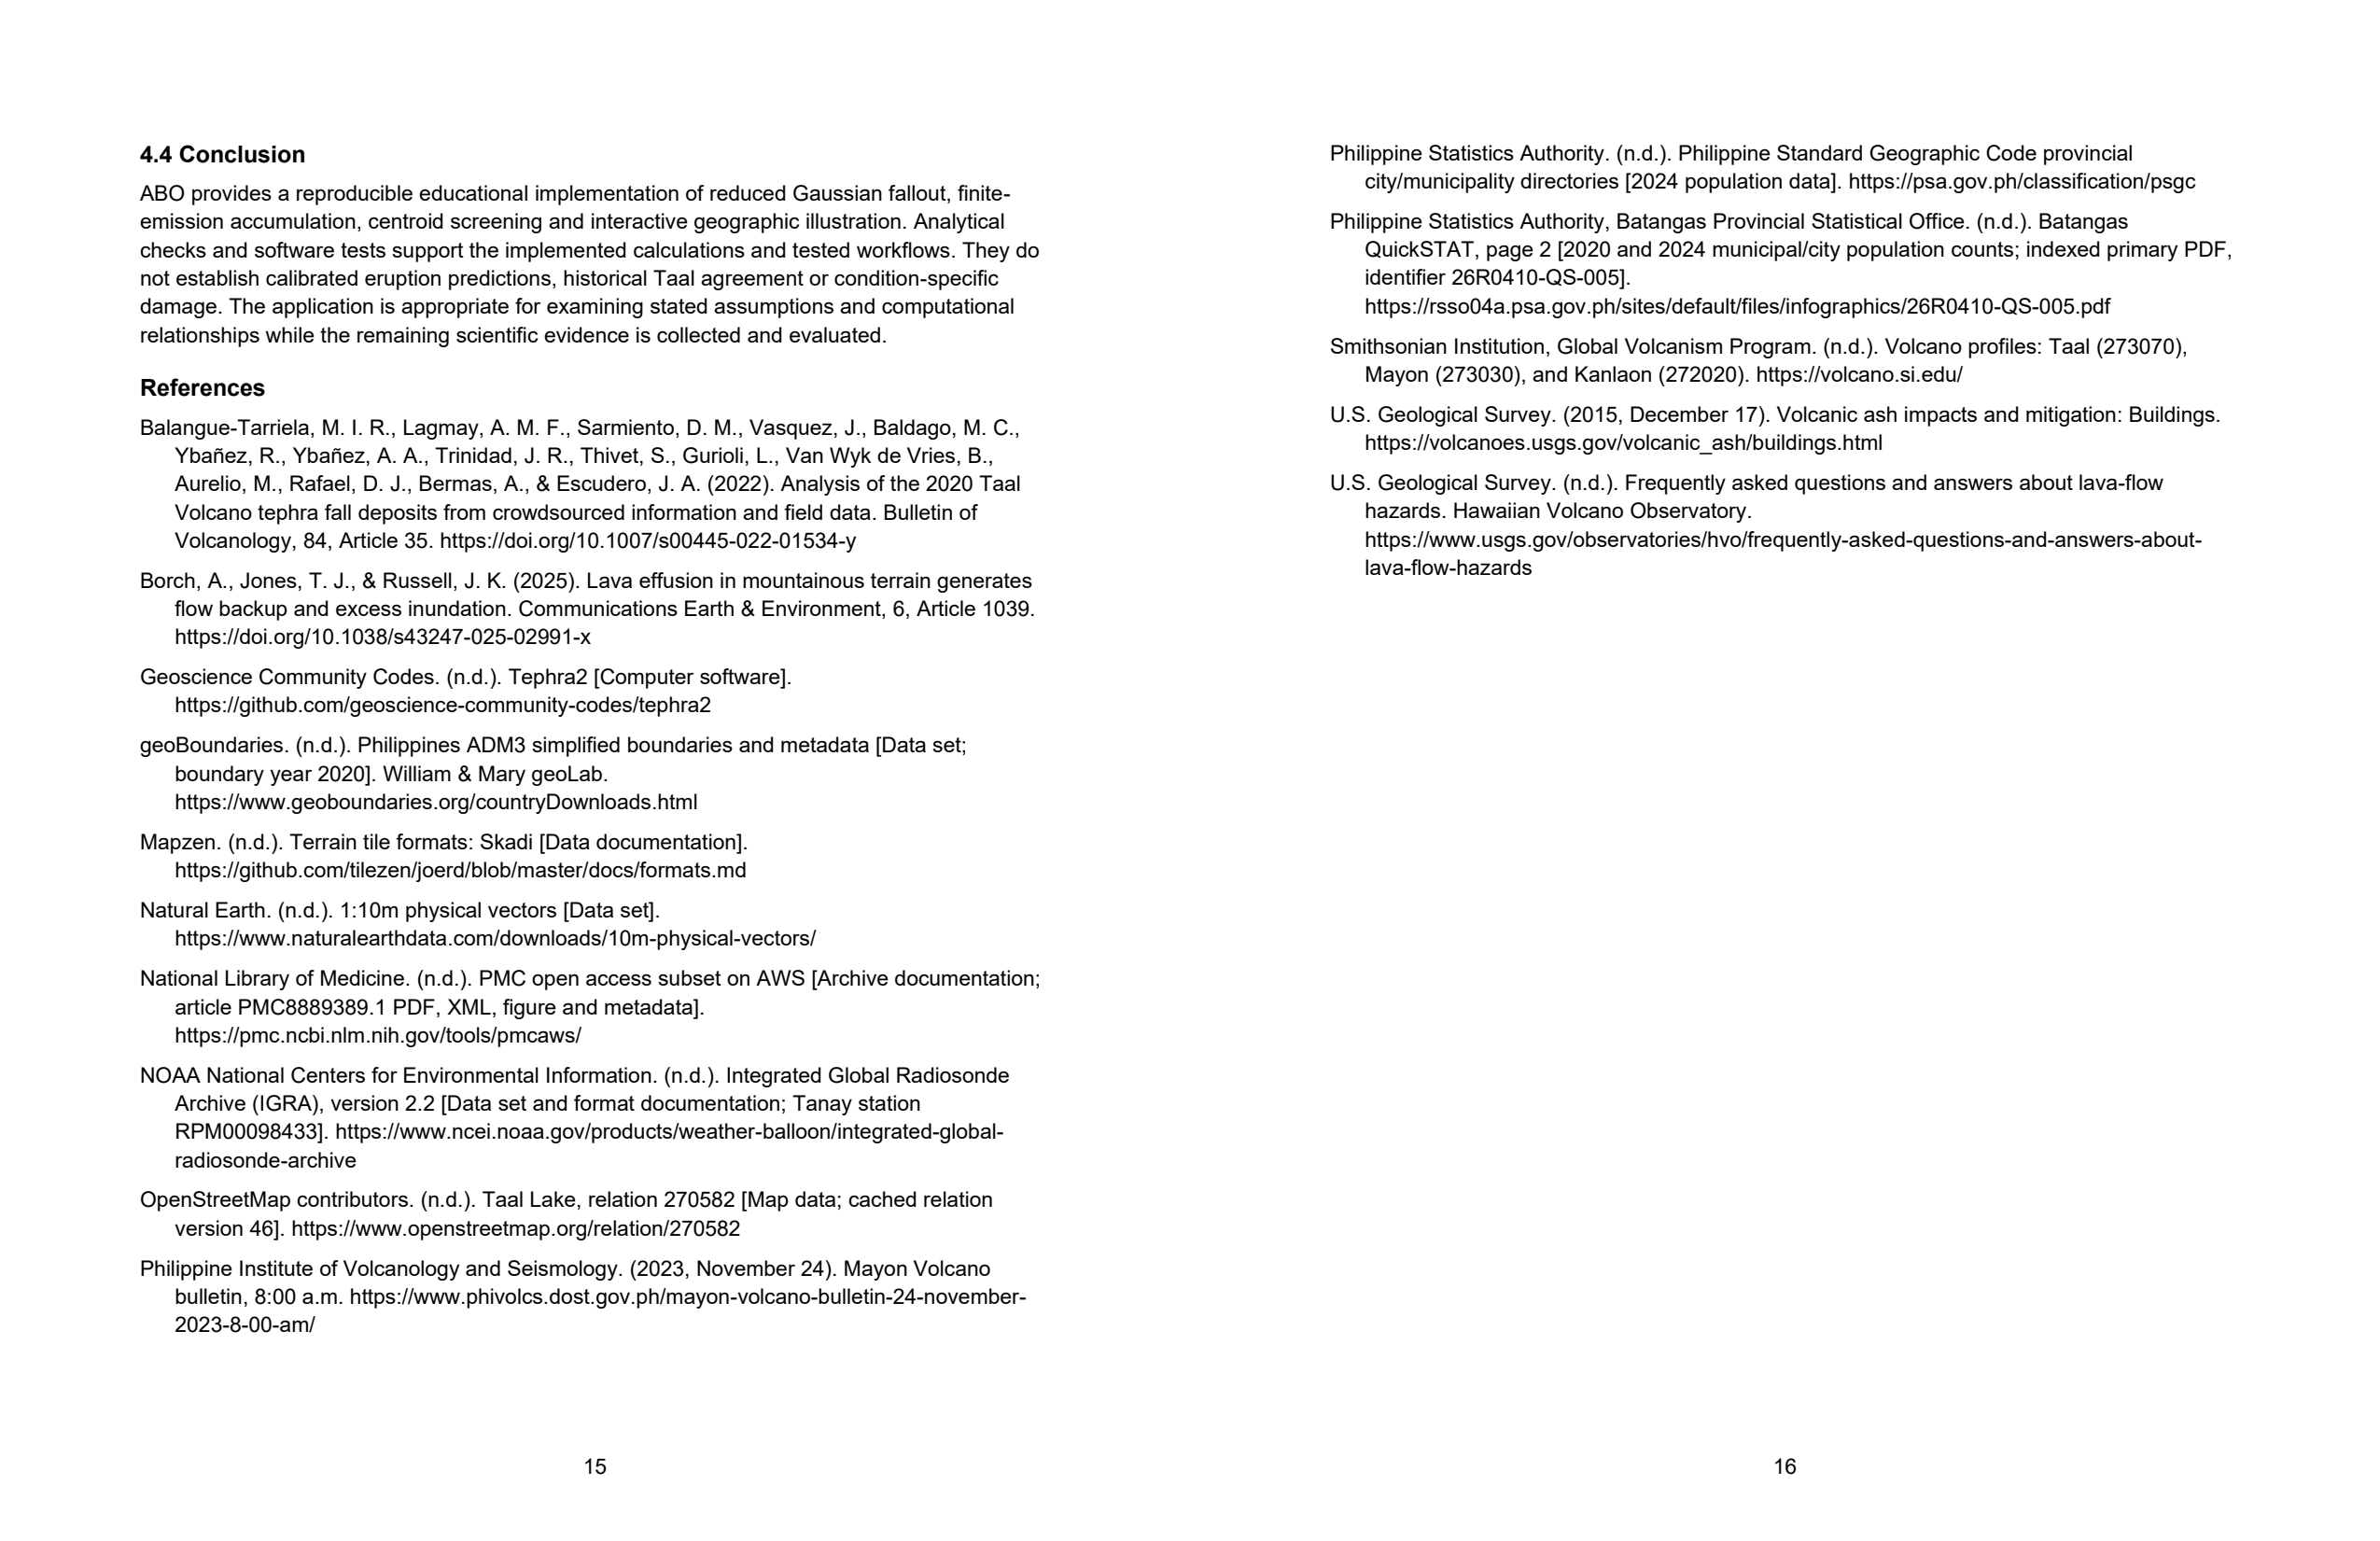 4.4 Conclusion
ABO provides a reproducible educational implementation of reduced Gaussian fallout, finite-
emission accumulation, centroid screening and interactive geographic illustration. Analytical
checks and software tests support the implemented calculations and tested workflows. They do
not establish calibrated eruption predictions, historical Taal agreement or condition-specific
damage. The application is appropriate for examining stated assumptions and computational
relationships while the remaining scientific evidence is collected and evaluated.
References
Balangue-Tarriela, M. I. R., Lagmay, A. M. F., Sarmiento, D. M., Vasquez, J., Baldago, M. C.,
Ybañez, R., Ybañez, A. A., Trinidad, J. R., Thivet, S., Gurioli, L., Van Wyk de Vries, B.,
Aurelio, M., Rafael, D. J., Bermas, A., & Escudero, J. A. (2022). Analysis of the 2020 Taal
Volcano tephra fall deposits from crowdsourced information and field data. Bulletin of
Volcanology, 84, Article 35. https://doi.org/10.1007/s00445-022-01534-y
Borch, A., Jones, T. J., & Russell, J. K. (2025). Lava effusion in mountainous terrain generates
flow backup and excess inundation. Communications Earth & Environment, 6, Article 1039.
https://doi.org/10.1038/s43247-025-02991-x
Geoscience Community Codes. (n.d.). Tephra2 [Computer software].
https://github.com/geoscience-community-codes/tephra2
geoBoundaries. (n.d.). Philippines ADM3 simplified boundaries and metadata [Data set;
boundary year 2020]. William & Mary geoLab.
https://www.geoboundaries.org/countryDownloads.html
Mapzen. (n.d.). Terrain tile formats: Skadi [Data documentation].
https://github.com/tilezen/joerd/blob/master/docs/formats.md
Natural Earth. (n.d.). 1:10m physical vectors [Data set].
https://www.naturalearthdata.com/downloads/10m-physical-vectors/
National Library of Medicine. (n.d.). PMC open access subset on AWS [Archive documentation;
article PMC8889389.1 PDF, XML, figure and metadata].
https://pmc.ncbi.nlm.nih.gov/tools/pmcaws/
NOAA National Centers for Environmental Information. (n.d.). Integrated Global Radiosonde
Archive (IGRA), version 2.2 [Data set and format documentation; Tanay station
RPM00098433]. https://www.ncei.noaa.gov/products/weather-balloon/integrated-global-
radiosonde-archive
OpenStreetMap contributors. (n.d.). Taal Lake, relation 270582 [Map data; cached relation
version 46]. https://www.openstreetmap.org/relation/270582
Philippine Institute of Volcanology and Seismology. (2023, November 24). Mayon Volcano
bulletin, 8:00 a.m. https://www.phivolcs.dost.gov.ph/mayon-volcano-bulletin-24-november-
2023-8-00-am/
15
Philippine Statistics Authority. (n.d.). Philippine Standard Geographic Code provincial
city/municipality directories [2024 population data]. https://psa.gov.ph/classification/psgc
Philippine Statistics Authority, Batangas Provincial Statistical Office. (n.d.). Batangas
QuickSTAT, page 2 [2020 and 2024 municipal/city population counts; indexed primary PDF,
identifier 26R0410-QS-005].
https://rsso04a.psa.gov.ph/sites/default/files/infographics/26R0410-QS-005.pdf
Smithsonian Institution, Global Volcanism Program. (n.d.). Volcano profiles: Taal (273070),
Mayon (273030), and Kanlaon (272020). https://volcano.si.edu/
U.S. Geological Survey. (2015, December 17). Volcanic ash impacts and mitigation: Buildings.
https://volcanoes.usgs.gov/volcanic_ash/buildings.html
U.S. Geological Survey. (n.d.). Frequently asked questions and answers about lava-flow
hazards. Hawaiian Volcano Observatory.
https://www.usgs.gov/observatories/hvo/frequently-asked-questions-and-answers-about-
lava-flow-hazards
16